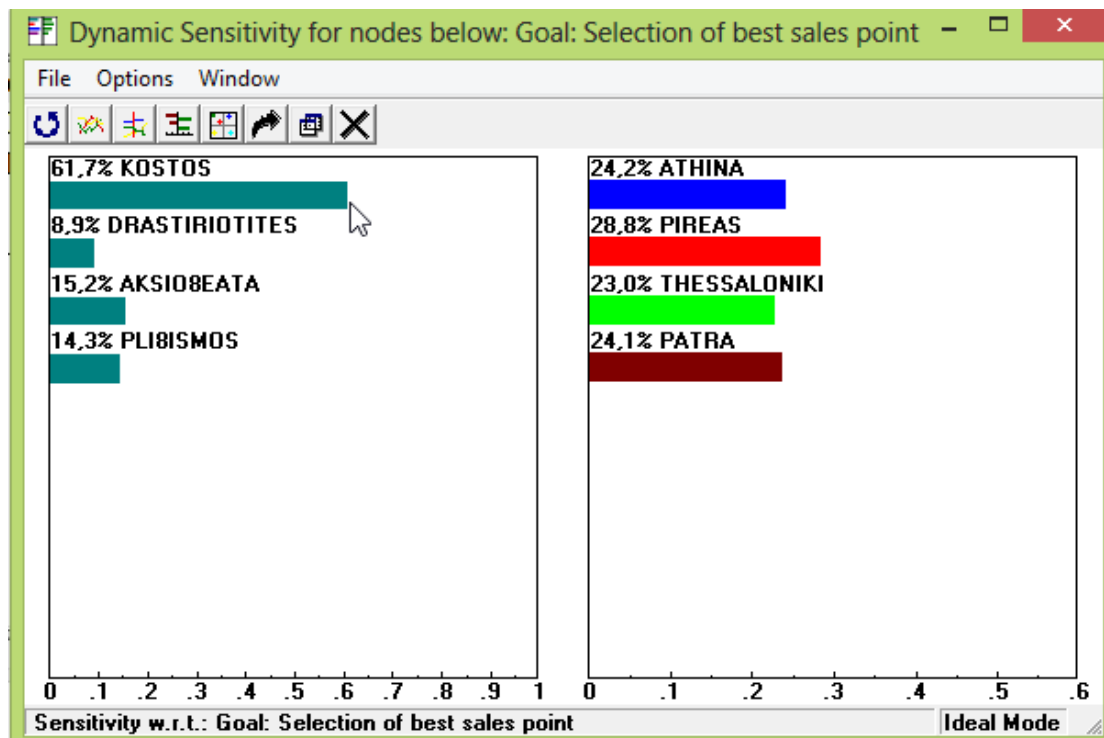 Dynamic Sensitivity for nodes below: Goal: Selection of best sales point
File Options Window
61,7% KOSTOS
8,9% DRASTIRIOTITES
15,2% AKSIO8EATA
14,3% PLI8ISMOS
0 .1 .2 .3 .4 .5 .6 .7 .8 .9 1
24,2% ATHINA
28,8% PIREAS
23,0% THESSALONIKI
24,1% PATRA
0 .1 .2 .3 .4 .5 .6
Sensitivity w.r.t.: Goal: Selection of best sales point
Ideal Mode